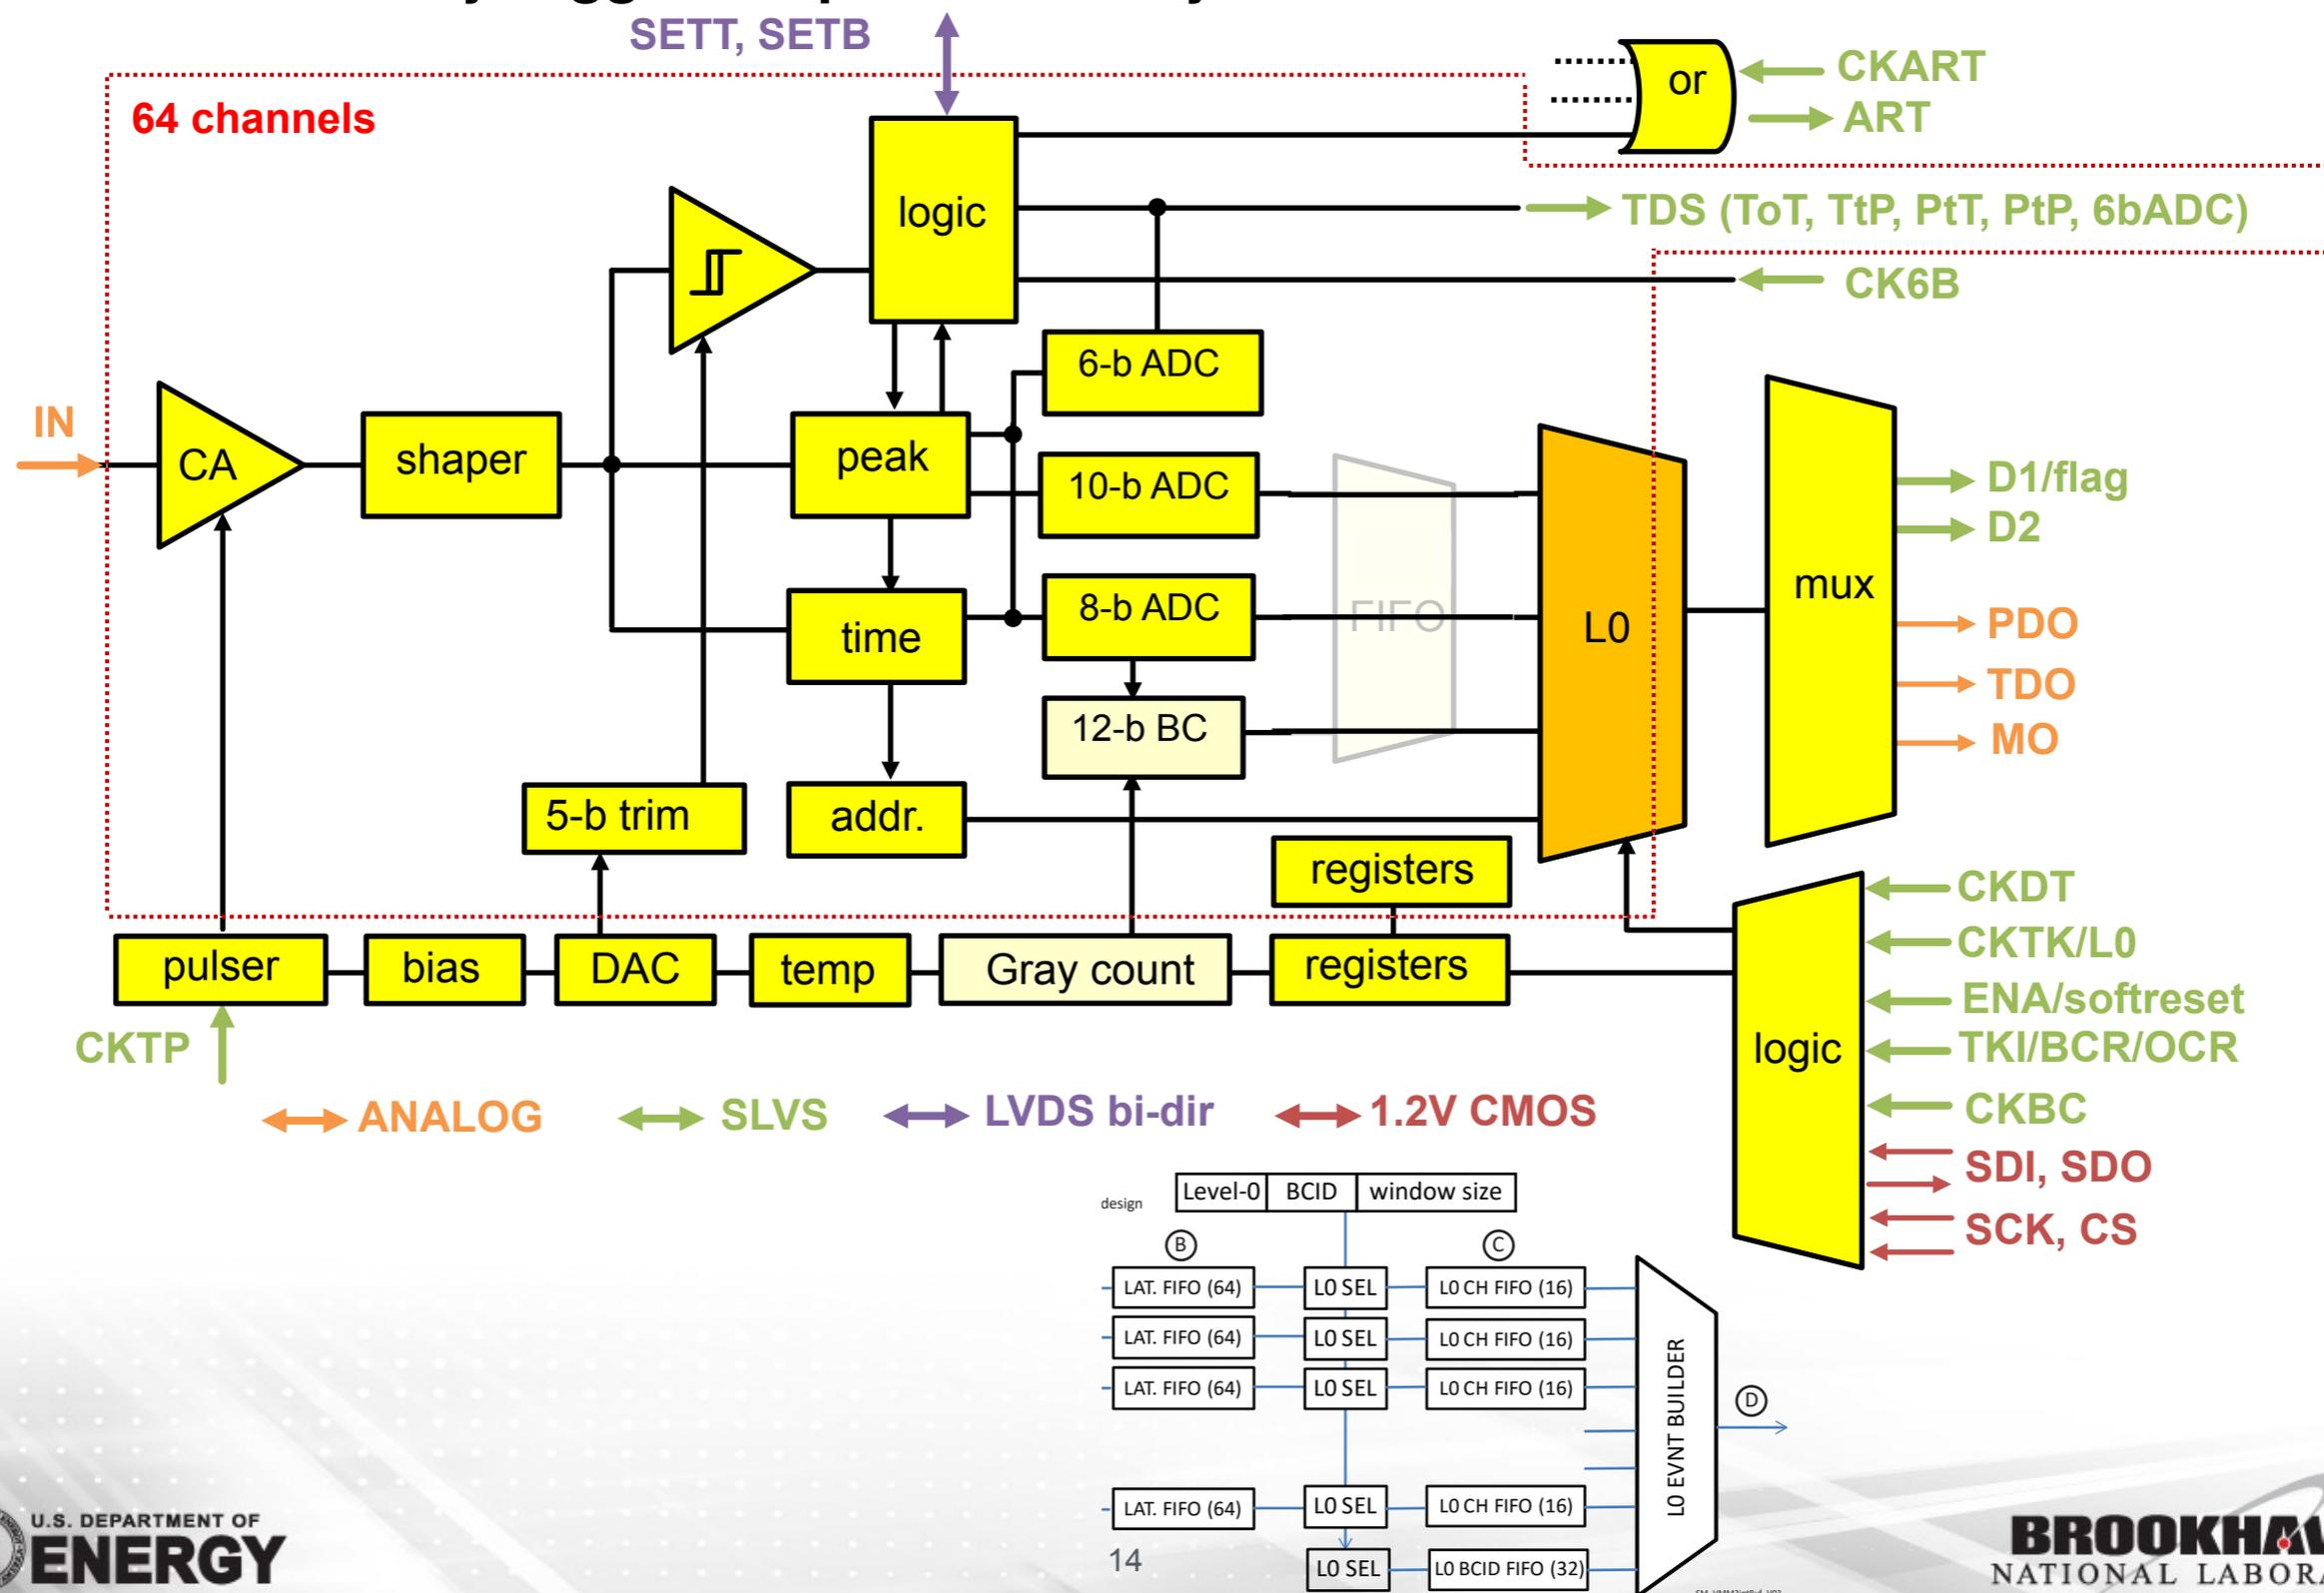 SETT, SETB
64 channels
or
CKART
ART
logic
TDS (ToT, TtP, PtT, PtP, 6bADC)
CK6B
6-b ADC
IN
CA
shaper
peak
10-b ADC
FIFO
L0
mux
D1/flag
D2
PDO
TDO
MO
time
8-b ADC
12-b BC
5-b trim
addr.
registers
pulser
bias
DAC
temp
Gray count
registers
logic
CKDT
CKTK/L0
ENA/softreset
TKI/BCR/OCR
CKBC
SDI, SDO
SCK, CS
CKTP
ANALOG
SLVS
LVDS bi-dir
1.2V CMOS
design
Level-0 BCID window size
B
C
LAT. FIFO (64) L0 SEL L0 CH FIFO (16)
LAT. FIFO (64) L0 SEL L0 CH FIFO (16)
LAT. FIFO (64) L0 SEL L0 CH FIFO (16)
L0 EVNT BUILDER
D
LAT. FIFO (64) L0 SEL L0 CH FIFO (16)
L0 SEL L0 BCID FIFO (32)
14
U.S. DEPARTMENT OF
ENERGY
NATIONAL